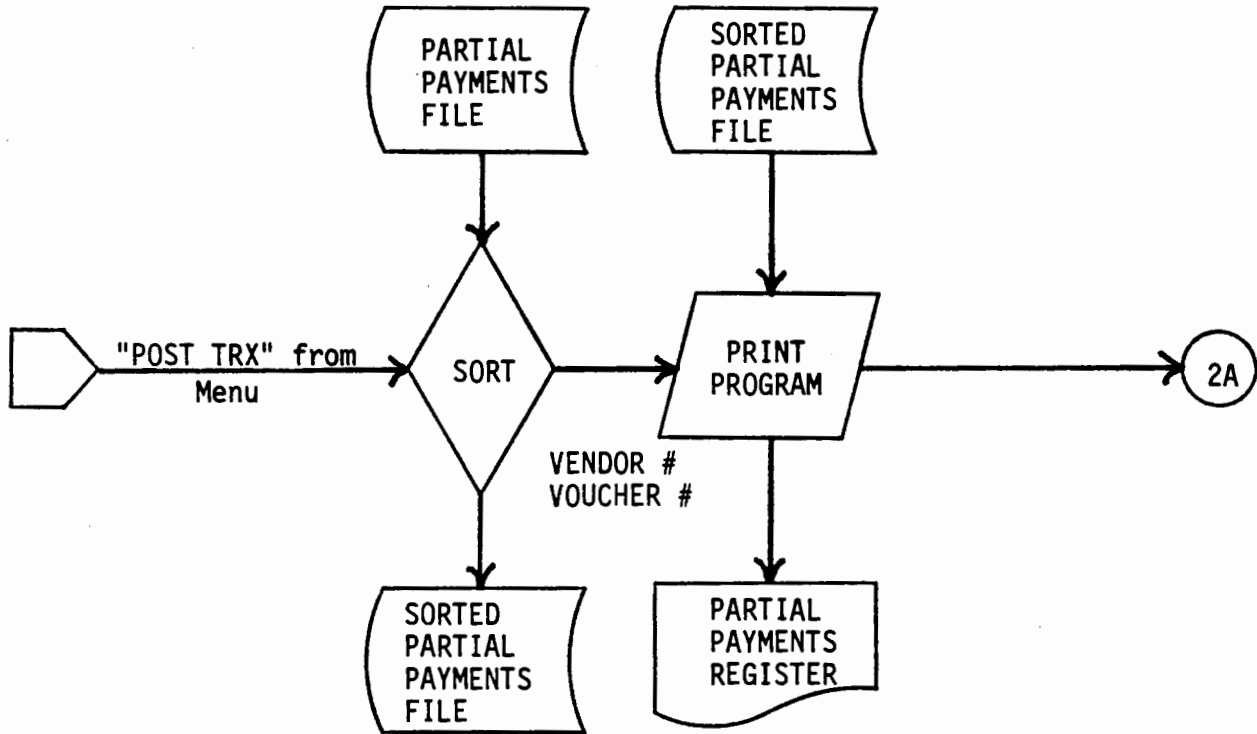 PARTIAL
PAYMENTS
FILE
SORTED
PARTIAL
PAYMENTS
FILE
"POST TRX" from
Menu
SORT
PRINT
PROGRAM
2A
VENDOR #
VOUCHER #
SORTED
PARTIAL
PAYMENTS
FILE
PARTIAL
PAYMENTS
REGISTER